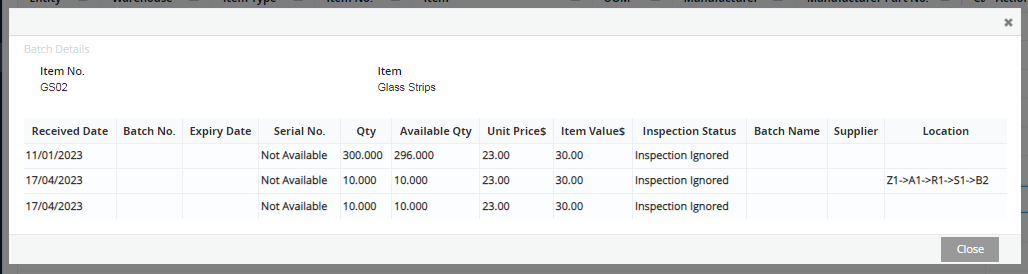 Entity Warehouse Item Type Item No. Item UOM Manufacturer Manufacturer Part No. Action
×
Batch Details
Item No. Item
GS02 Glass Strips
Received Date Batch No. Expiry Date Serial No. Qty Available Qty Unit Price$ Item Value$ Inspection Status Batch Name Supplier Location
11/01/2023 Not Available 300.000 296.000 23.00 30.00 Inspection Ignored
17/04/2023 Not Available 10.000 10.000 23.00 30.00 Inspection Ignored Z1->A1->R1->S1->B2
17/04/2023 Not Available 10.000 10.000 23.00 30.00 Inspection Ignored
Close